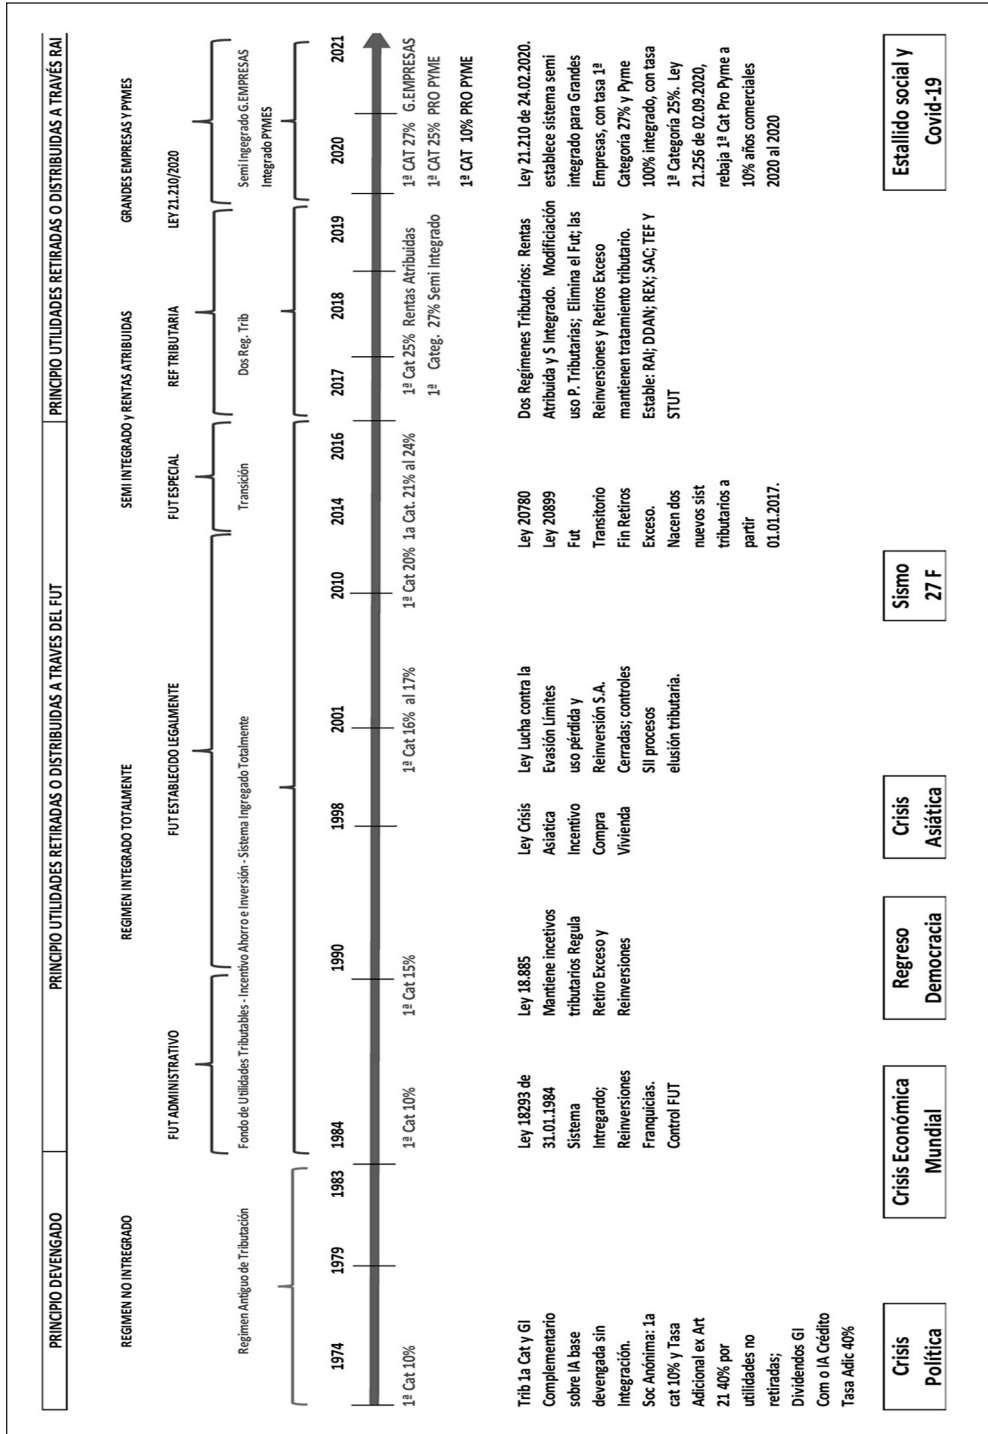 PRINCIPIO DEVENGADO
PRINCIPIO UTILIDADES RETIRADAS O DISTRIBUIDAS A TRAVES DEL FUT
PRINCIPIO UTILIDADES RETIRADAS O DISTRIBUIDAS A TRAVÉS RAI
REGIMEN NO INTREGRADO
REGIMEN INTEGRADO TOTALMENTE
SEMI INTEGRADO y RENTAS ATRIBUIDAS
GRANDES EMPRESAS Y PYMES
FUT ADMINISTRATIVO
FUT ESTABLECIDO LEGALMENTE
FUT ESPECIAL
REF TRIBUTARIA
LEY 21.210/2020
Regimen Antiguo de Tributación
Fondo de Utilidades Tributables - Incentivo Ahorro e Inversión - Sistema Ingregado Totalmente
Transición
Dos Reg. Trib
Semi Ingegrado G.EMPRESAS
Integrado PYMES
1974
1979
1983
1984
1990
1998
2001
2010
2014
2016
2017
2018
2019
2020
2021
1ª Cat 10%
1ª Cat 10%
1ª Cat 15%
1ª Cat 16% al 17%
1ª Cat 20%
1a Cat. 21% al 24%
1ª Cat 25% Rentas Atribuidas
1ª Categ. 27% Semi Integrado
1ª CAT 27% G.EMPRESAS
1ª CAT 25% PRO PYME
1ª CAT 10% PRO PYME
Trib 1a Cat y GI
Complementario
sobre IA base
devengada sin
Integración.
Soc Anónima: 1a
cat 10% y Tasa
Adicional ex Art
21 40% por
utilidades no
retiradas;
Dividendos GI
Com o IA Crédito
Tasa Adic 40%
Ley 18293 de
31.01.1984
Sistema
Intregardo;
Reinversiones
Franquicias.
Control FUT
Ley 18.885
Mantiene incetivos
tributarios Regula
Retiro Exceso y
Reinversiones
Ley Crisis
Asiatica
Incentivo
Compra
Vivienda
Ley Lucha contra la
Evasión Límites
uso pérdida y
Reinversión S.A.
Cerradas; controles
SII procesos
elusión tributaria.
Ley 20780
Ley 20899
Fut
Transitorio
Fin Retiros
Exceso.
Nacen dos
nuevos sist
tributarios a
partir
01.01.2017.
Dos Regímenes Tributarios: Rentas
Atribuida y S Integrado. Modificiación
uso P. Tributarias; Elimina el Fut; las
Reinversiones y Retiros Exceso
mantienen tratamiento tributario.
Estable: RAI; DDAN; REX; SAC; TEF Y
STUT
Ley 21.210 de 24.02.2020.
establece sistema semi
integrado para Grandes
Empresas, con tasa 1ª
Categoría 27% y Pyme
100% integrado, con tasa
1ª Categoría 25%. Ley
21.256 de 02.09.2020,
rebaja 1ª Cat Pro Pyme a
10% años comerciales
2020 al 2020
Crisis
Política
Crisis Económica
Mundial
Regreso
Democracia
Crisis
Asiática
Sismo
27 F
Estallido social y
Covid-19